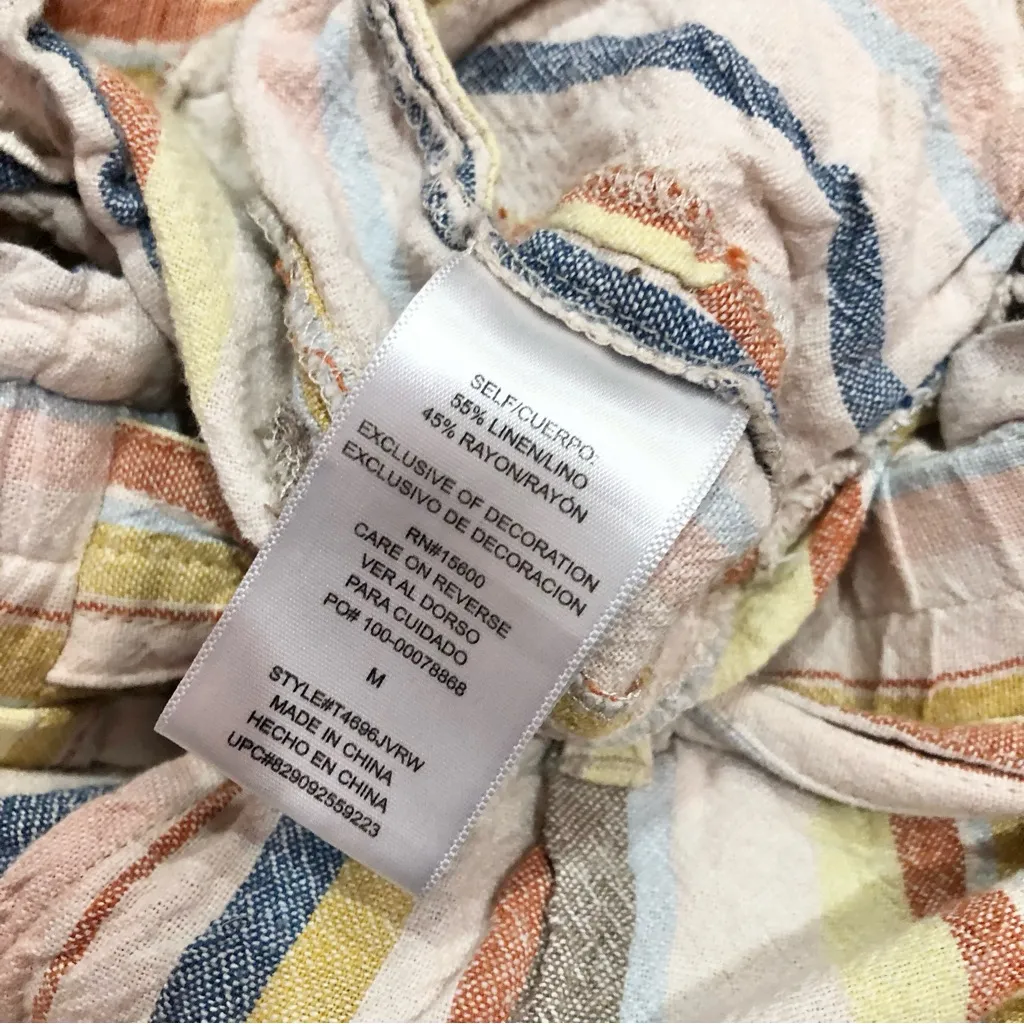 SELF/CUERPO:
55% LINEN/LINO
45% RAYON/RAYÓN
EXCLUSIVE OF DECORATION
EXCLUSIVO DE DECORACION
RN#15600
CARE ON REVERSE
VER AL DORSO
PARA CUIDADO
PO# 100-00078868
M
STYLE#T4696JVRW
MADE IN CHINA
HECHO EN CHINA
UPC#829092559223